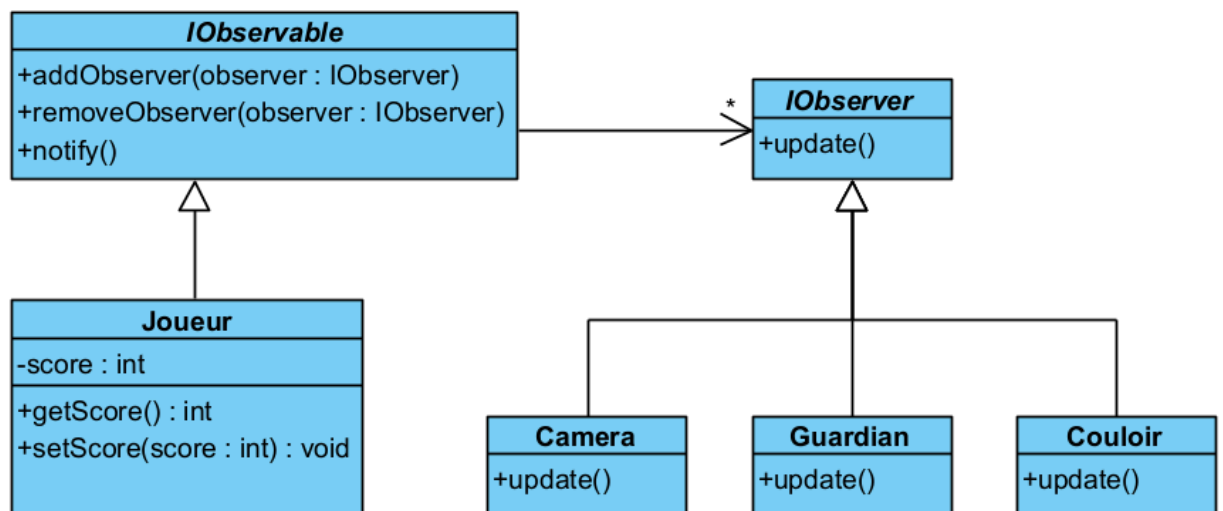 IObservable
+addObserver(observer : IObserver)
+removeObserver(observer : IObserver)
+notify()
*
IObserver
+update()
Joueur
-score : int
+getScore() : int
+setScore(score : int) : void
Camera
+update()
Guardian
+update()
Couloir
+update()